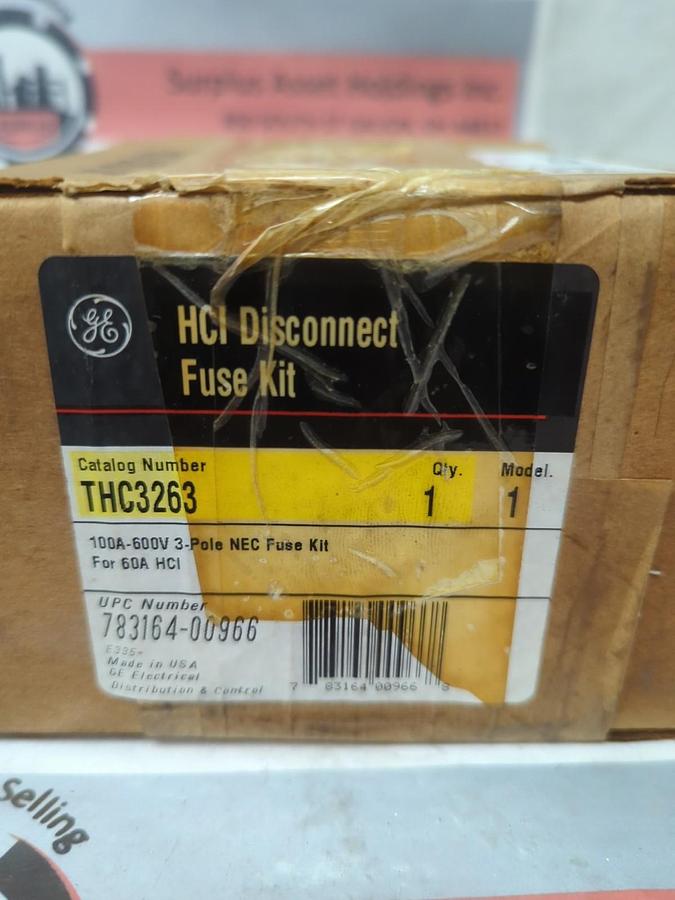 Surplus Asset Holdings Inc
GE
HCI Disconnect
Fuse Kit
Catalog Number
Qty.
Model.
THC3263
1
1
100A-600V 3-Pole NEC Fuse Kit
For 60A HCI
UPC Number
783164-00966
Made in USA
GE Electrical
Distribution & Control
7 83164 00966 8
selling